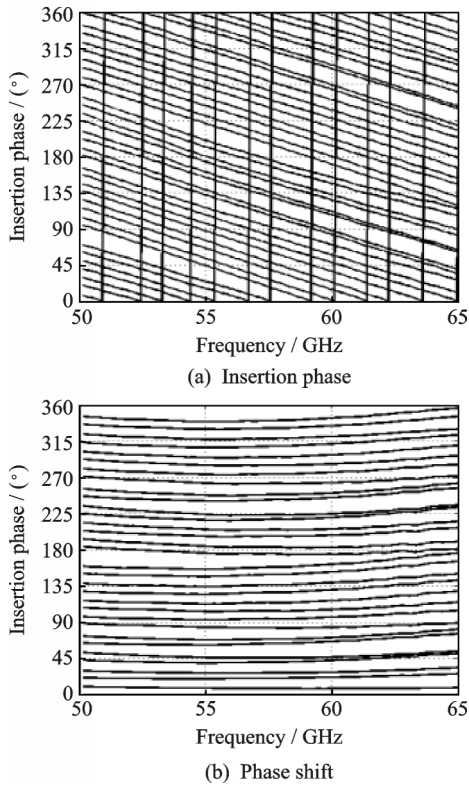 360
315
270
225
180
135
90
45
0
Insertion phase / (°)
50 55 60 65
Frequency / GHz
(a) Insertion phase
360
315
270
225
180
135
90
45
0
Insertion phase / (°)
50 55 60 65
Frequency / GHz
(b) Phase shift